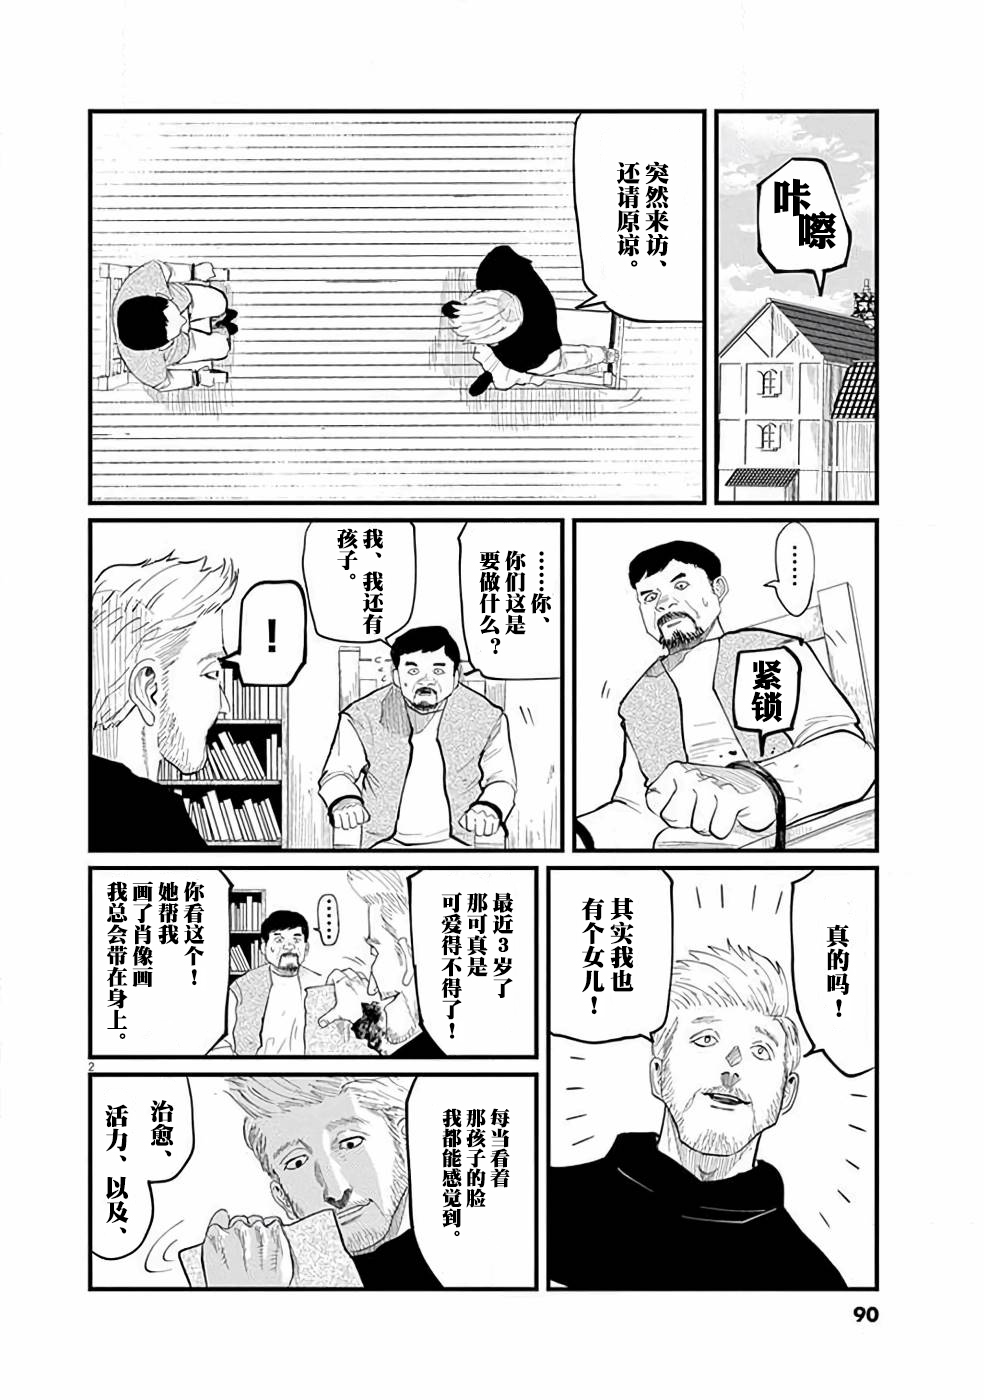 咔
嚓
突然来访、
还请原谅。
……
紧锁
……你、
你们这是
要做什么?
我、我还有
孩子。
!
真的吗!
其实我也
有个女儿!
最近3岁了
那可真是
可爱得不得了!
……
你看这个!
她帮我
画了肖像画
我总会带在身上。
2
每当看着
那孩子的脸
我都能感觉到。
治愈、
活力、以及、
90